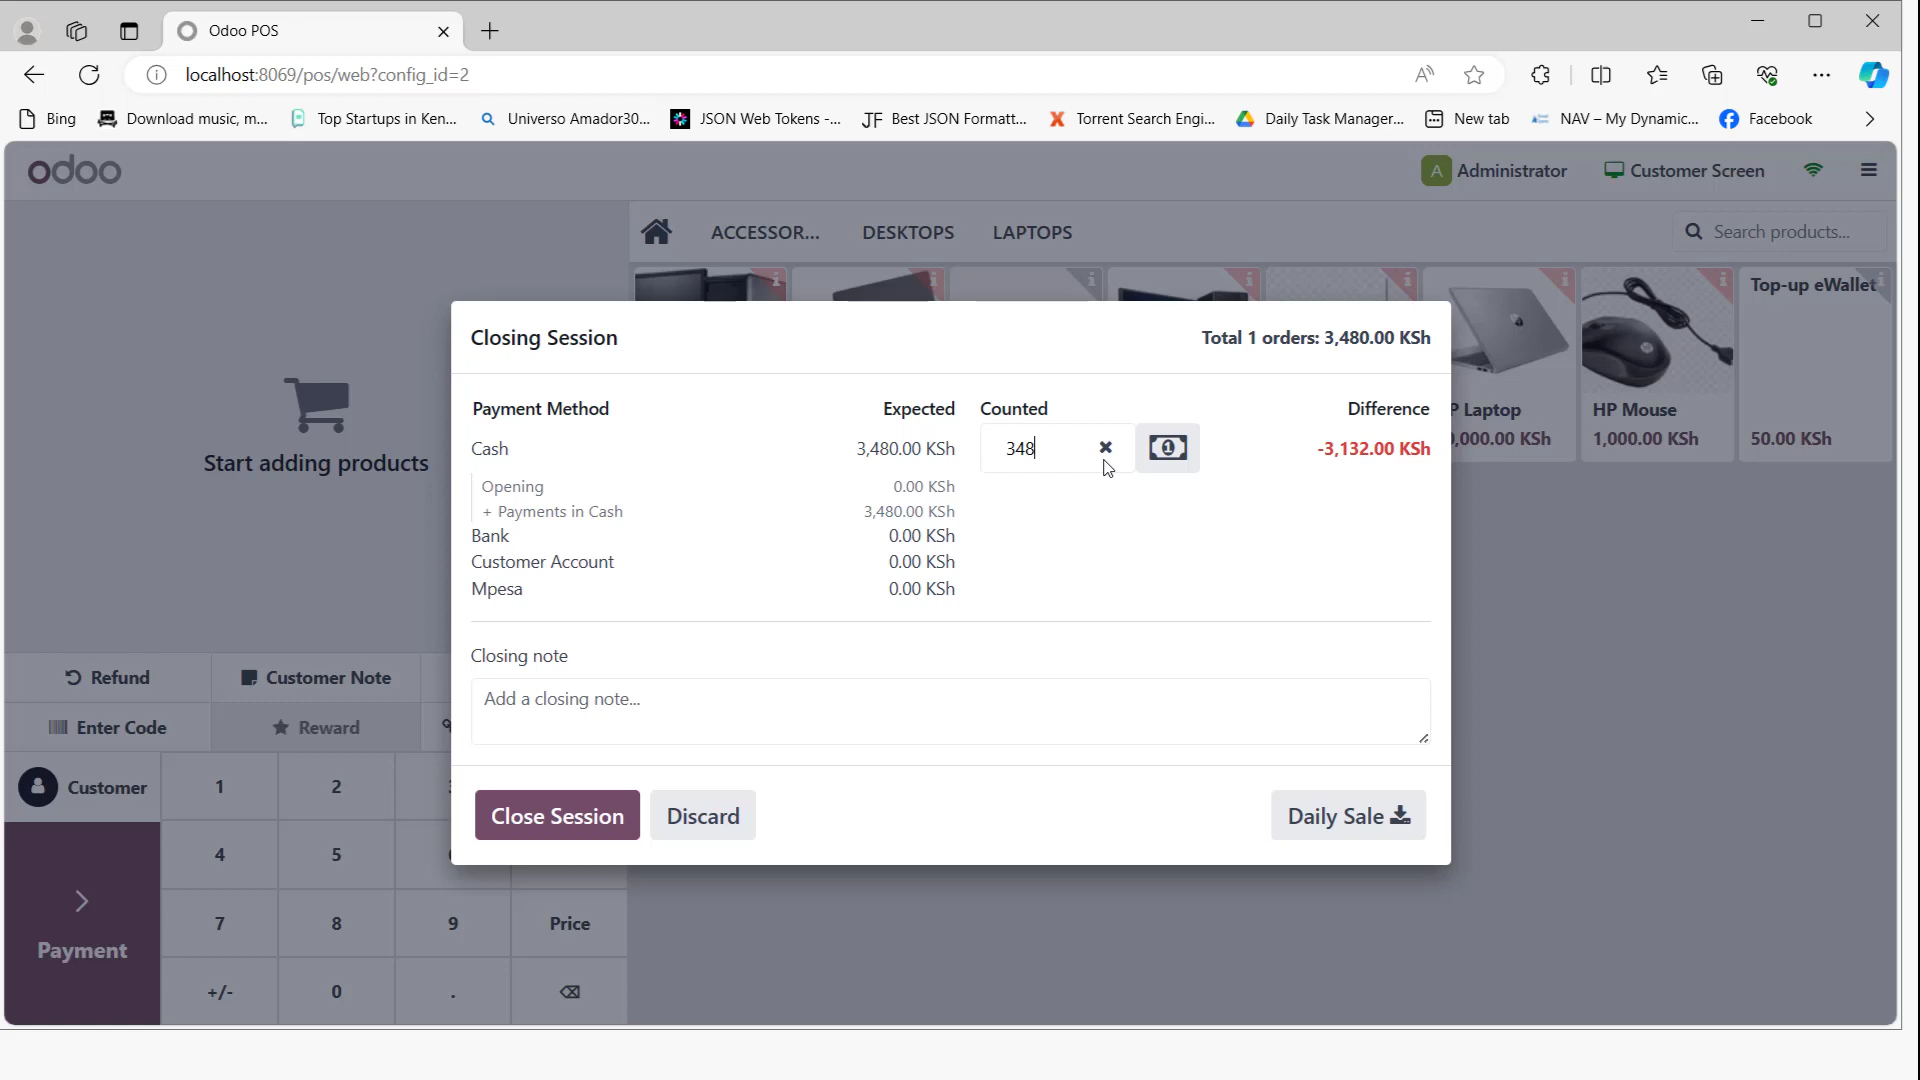 Odoo POS
localhost:8069/pos/web?config_id=2
Bing
Download music, m...
Top Startups in Ken...
Universo Amador30...
JSON Web Tokens -...
JF Best JSON Formatt...
Torrent Search Engi...
Daily Task Manager...
New tab
NAV – My Dynamic...
Facebook
odoo
A Administrator
Customer Screen
ACCESSOR...
DESKTOPS
LAPTOPS
Search products...
Top-up eWallet
Closing Session
Total 1 orders: 3,480.00 KSh
Payment Method
Expected
Counted
Difference
P Laptop
HP Mouse
Cash
3,480.00 KSh
348
-3,132.00 KSh
,000.00 KSh
1,000.00 KSh
50.00 KSh
Start adding products
Opening
0.00 KSh
+ Payments in Cash
3,480.00 KSh
Bank
0.00 KSh
Customer Account
0.00 KSh
Mpesa
0.00 KSh
Closing note
Add a closing note...
Refund
Customer Note
Enter Code
Reward
Customer
1
2
Close Session
Discard
Daily Sale
4
5
7
8
9
Price
Payment
+/-
0
.